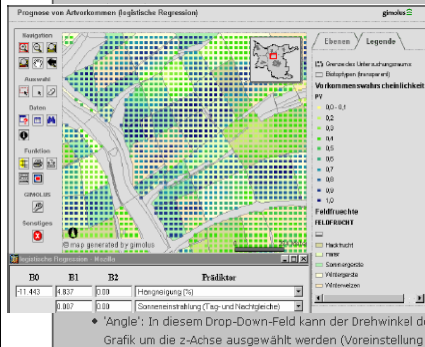 Prognose von Artvorkommen (logistische Regression)
gimolus
Navigation
Auswahl
Daten
Funktion
GIMOLUS
Sonstiges
© map generated by gimolus
Ebenen
Legende
Grenze des Untersuchungsraums
Biotoptypen (transparent)
Vorkommenswahrscheinlichkeit
PY
0,0 - 0,1
0,2
0,3
0,4
0,5
0,6
0,7
0,8
0,9
1,0
Feldfruechte
FELDFRUCHT
Hackfrucht
Hafer
Sommergerste
Wintergerste
Winterweizen
logistische Regression - Mozilla
B0 B1 B2 Prädiktor
-11.443 4.837 0.00 Hangneigung (%)
0.007 0.00 Sonneneinstrahlung (Tag-und Nachtgleiche)
• 'Angle': In diesem Drop-Down-Feld kann der Drehwinkel de
Grafik um die z-Achse ausgewählt werden (Voreinstellung